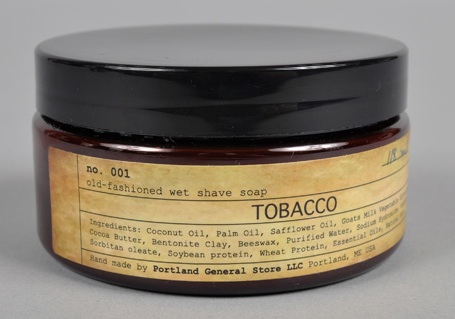 no. 001
old-fashioned wet shave soap
TOBACCO
Ingredients: Coconut Oil, Palm Oil, Safflower Oil, Goats Milk Vegetable
Cocoa Butter, Bentonite Clay, Beeswax, Purified Water, Sodium Hydroxide,
Sorbitan oleate, Soybean protein, Wheat Protein, Essential Oils,
Hand made by Portland General Store LLC Portland, ME USA